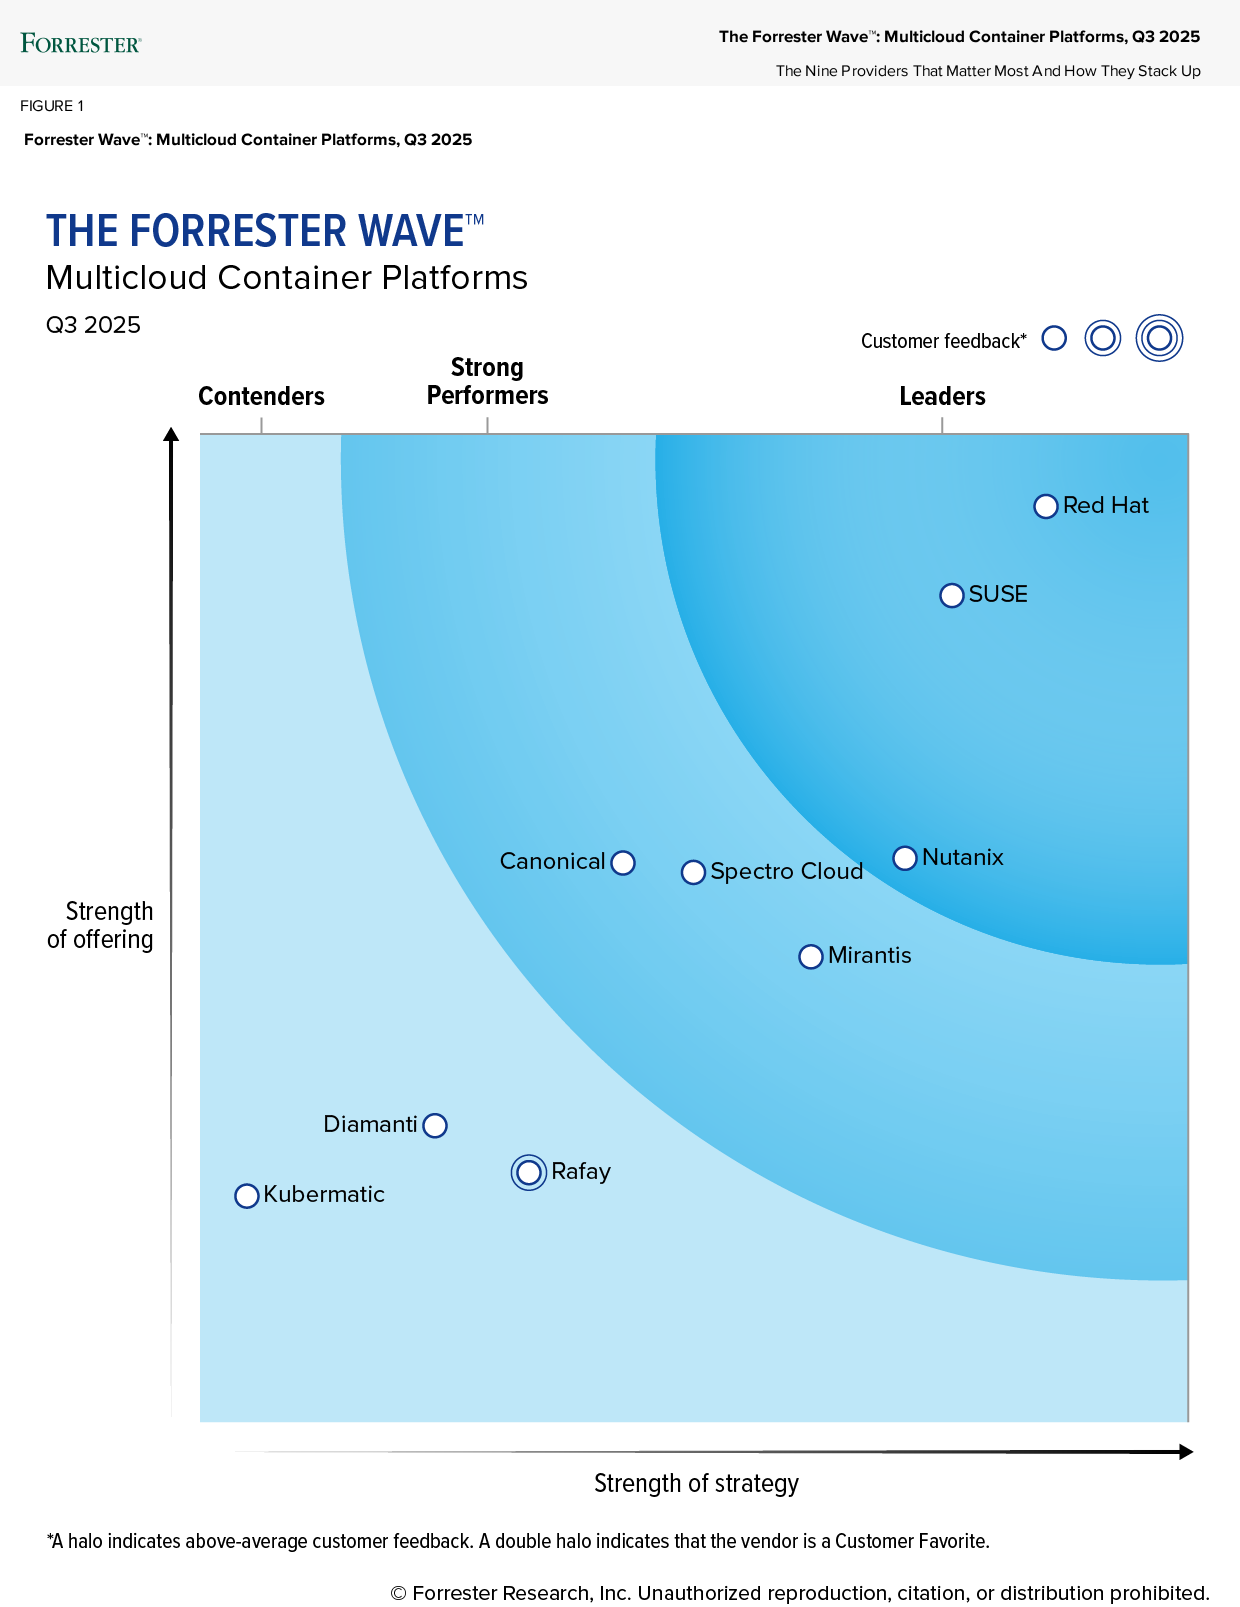 FORRESTER®
The Forrester Wave™: Multicloud Container Platforms, Q3 2025
The Nine Providers That Matter Most And How They Stack Up
FIGURE 1
Forrester Wave™: Multicloud Container Platforms, Q3 2025
THE FORRESTER WAVE™
Multicloud Container Platforms
Q3 2025
Customer feedback*
Contenders
Strong
Performers
Leaders
Red Hat
SUSE
Canonical
Spectro Cloud
Nutanix
Strength
of offering
Mirantis
Diamanti
Rafay
Kubermatic
Strength of strategy
*A halo indicates above-average customer feedback. A double halo indicates that the vendor is a Customer Favorite.
© Forrester Research, Inc. Unauthorized reproduction, citation, or distribution prohibited.